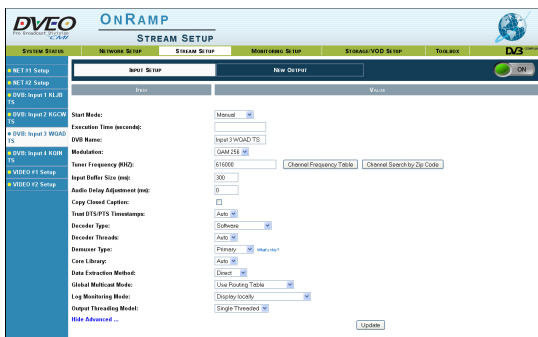 DVEO
Pro Broadcast Division
CMI
ONRAMP
STREAM SETUP
SYSTEM STATUS
NETWORK SETUP
STREAM SETUP
MONITORING SETUP
STORAGE/VOD SETUP
TOOLBOX
DVB
NET #1 Setup
NET #2 Setup
DVB: Input 1 KLJB TS
DVB: Input 2 KGCW TS
DVB: Input 3 WQAD TS
DVB: Input 4 KQIN TS
VIDEO #1 Setup
VIDEO #2 Setup
INPUT SETUP
NEW OUTPUT
ON
ITEM
VALUE
Start Mode: Manual
Execution Time (seconds):
DVB Name: Input 3 WQAD TS
Modulation: QAM 256
Tuner Frequency (KHZ): 616000 Channel Frequency Table Channel Search by Zip Code
Input Buffer Size (ms): 300
Audio Delay Adjustment (ms): 0
Copy Closed Caption:
Trust DTS/PTS Timestamps: Auto
Decoder Type: Software
Decoder Threads: Auto
Demuxer Type: Primary What's this?
Core Library: Auto
Data Extraction Method: Direct
Global Multicast Mode: Use Routing Table
Log Monitoring Mode: Display locally
Output Threading Model: Single Threaded
Hide Advanced ...
Update